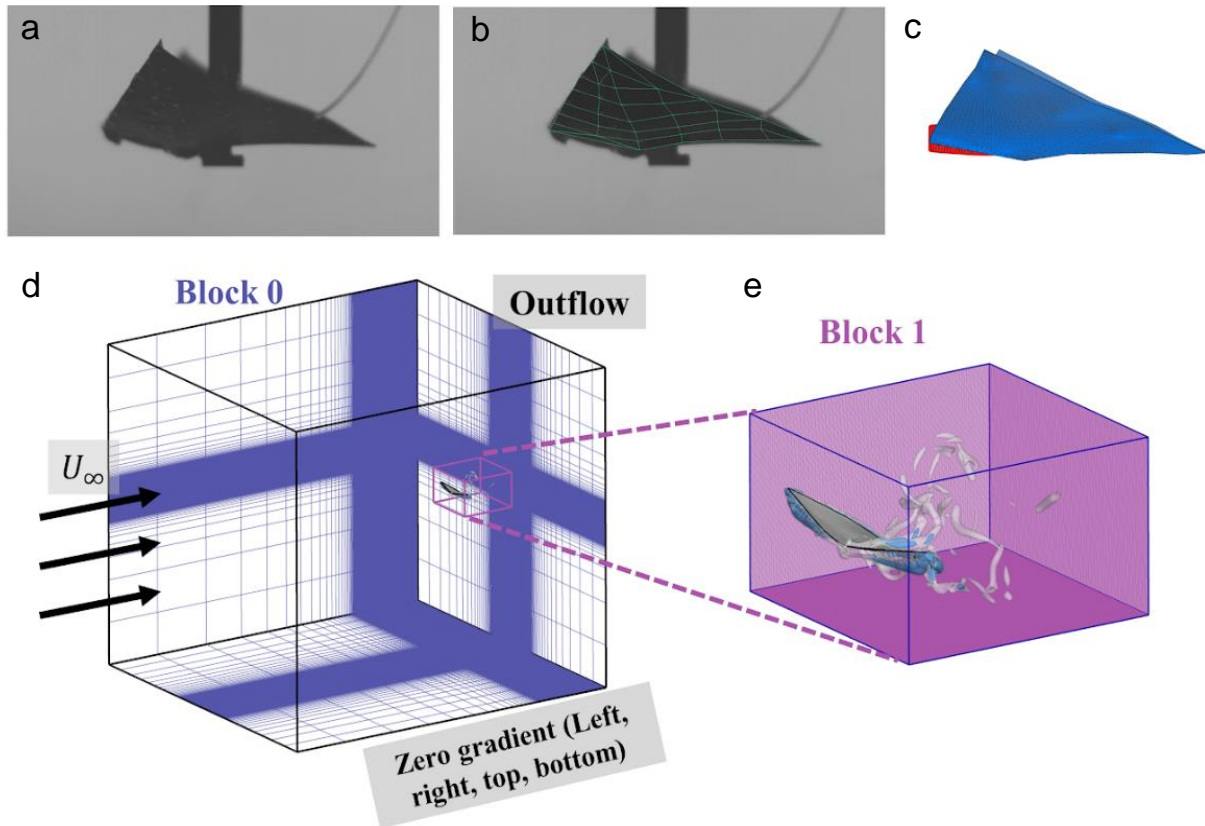 a
b
c
d
Block 0
Outflow
e
Block 1
U∞
Zero gradient (Left,
right, top, bottom)